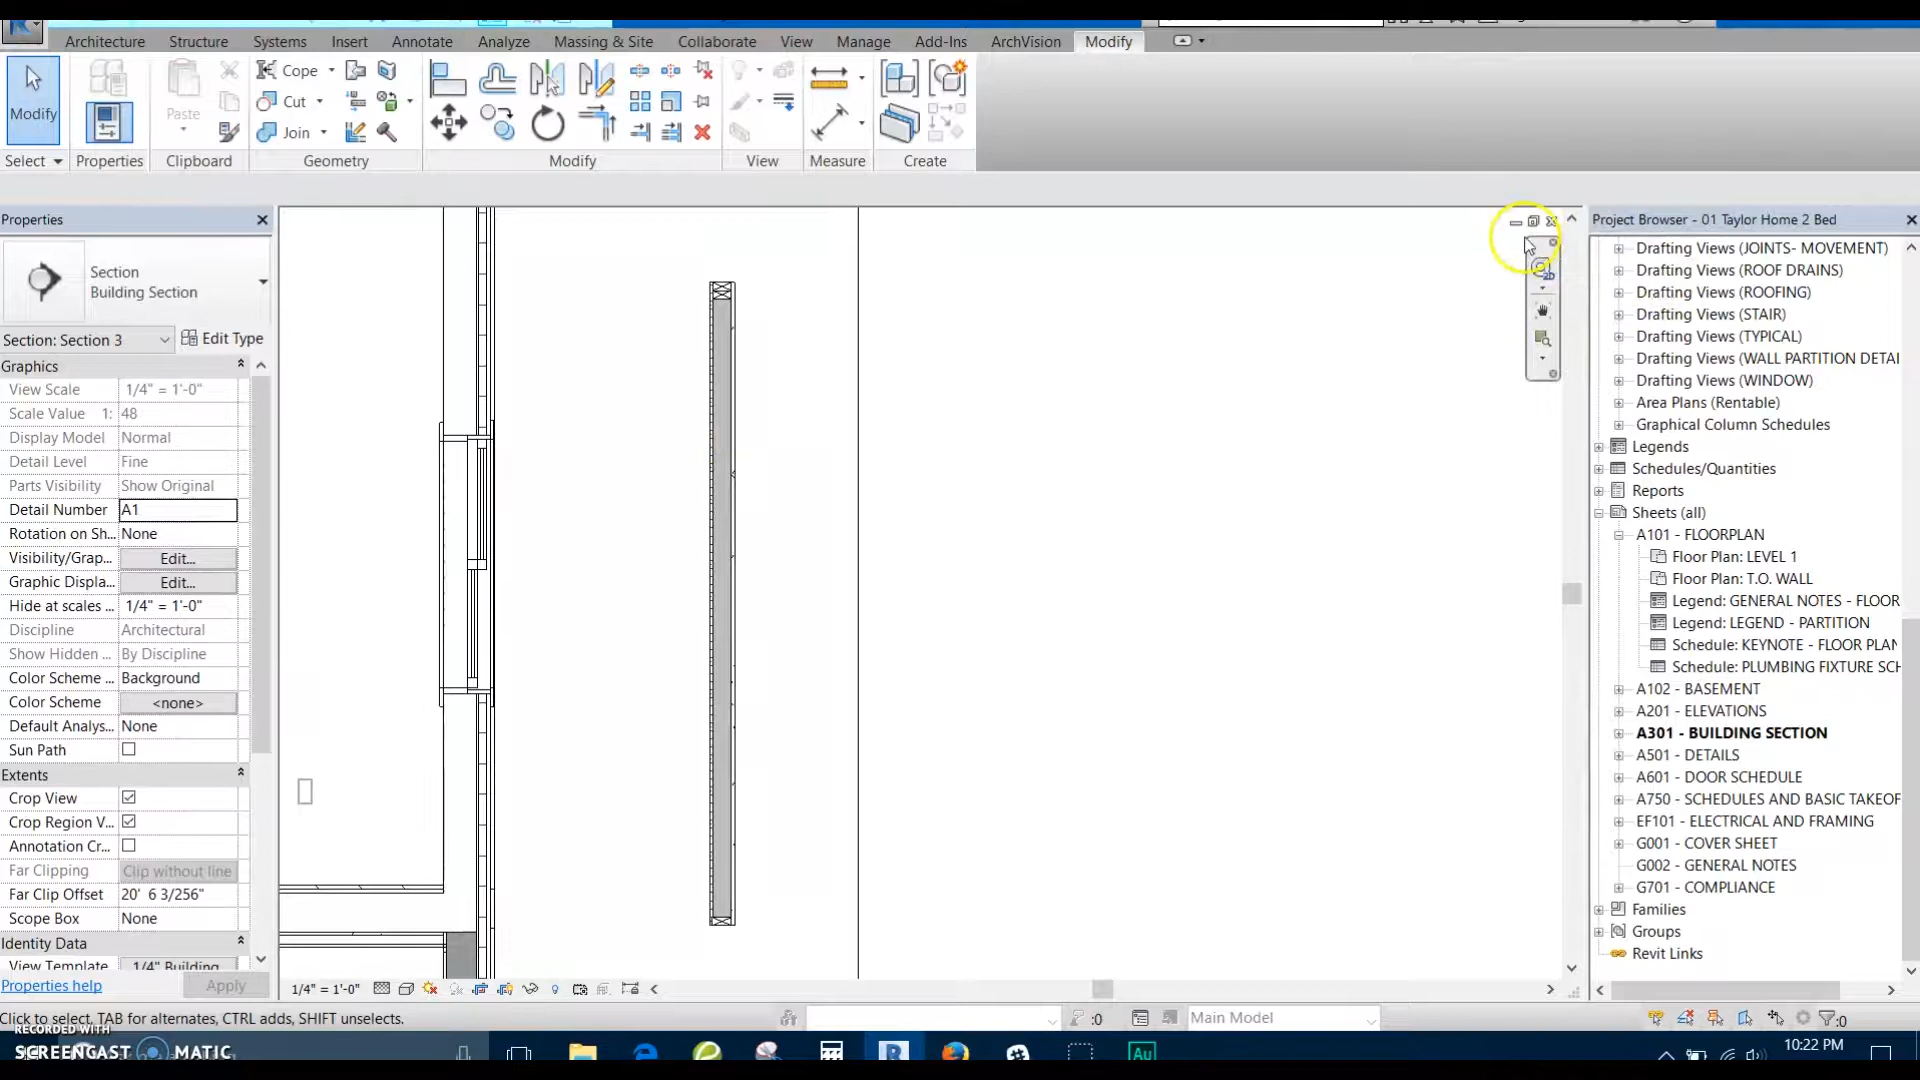 Architecture Structure Systems Insert Annotate Analyze Massing & Site Collaborate View Manage Add-Ins ArchVision Modify
Modify
Paste
Cope
Cut
Join
Select Properties Clipboard Geometry Modify View Measure Create
Properties
Section
Building Section
Section: Section 3
Edit Type
Graphics
View Scale 1/4" = 1'-0"
Scale Value 1: 48
Display Model Normal
Detail Level Fine
Parts Visibility Show Original
Detail Number A1
Rotation on Sh... None
Visibility/Grap... Edit...
Graphic Displa... Edit...
Hide at scales ... 1/4" = 1'-0"
Discipline Architectural
Show Hidden ... By Discipline
Color Scheme ... Background
Color Scheme <none>
Default Analys... None
Sun Path
Extents
Crop View
Crop Region V...
Annotation Cr...
Far Clipping Clip without line
Far Clip Offset 20' 6 3/256"
Scope Box None
Identity Data
View Template 1/4" Building
Properties help
Apply
1/4" = 1'-0"
2D
Project Browser - 01 Taylor Home 2 Bed
Drafting Views (JOINTS- MOVEMENT)
Drafting Views (ROOF DRAINS)
Drafting Views (ROOFING)
Drafting Views (STAIR)
Drafting Views (TYPICAL)
Drafting Views (WALL PARTITION DETAI
Drafting Views (WINDOW)
Area Plans (Rentable)
Graphical Column Schedules
Legends
Schedules/Quantities
Reports
Sheets (all)
A101 - FLOORPLAN
Floor Plan: LEVEL 1
Floor Plan: T.O. WALL
Legend: GENERAL NOTES - FLOOR
Legend: LEGEND - PARTITION
Schedule: KEYNOTE - FLOOR PLAN
Schedule: PLUMBING FIXTURE SCH
A102 - BASEMENT
A201 - ELEVATIONS
A301 - BUILDING SECTION
A501 - DETAILS
A601 - DOOR SCHEDULE
A750 - SCHEDULES AND BASIC TAKEOF
EF101 - ELECTRICAL AND FRAMING
G001 - COVER SHEET
G002 - GENERAL NOTES
G701 - COMPLIANCE
Families
Groups
Revit Links
Click to select, TAB for alternates, CTRL adds, SHIFT unselects.
:0
Main Model
:0
RECORDED WITH
SCREENCAST MATIC
R
Au
10:22 PM